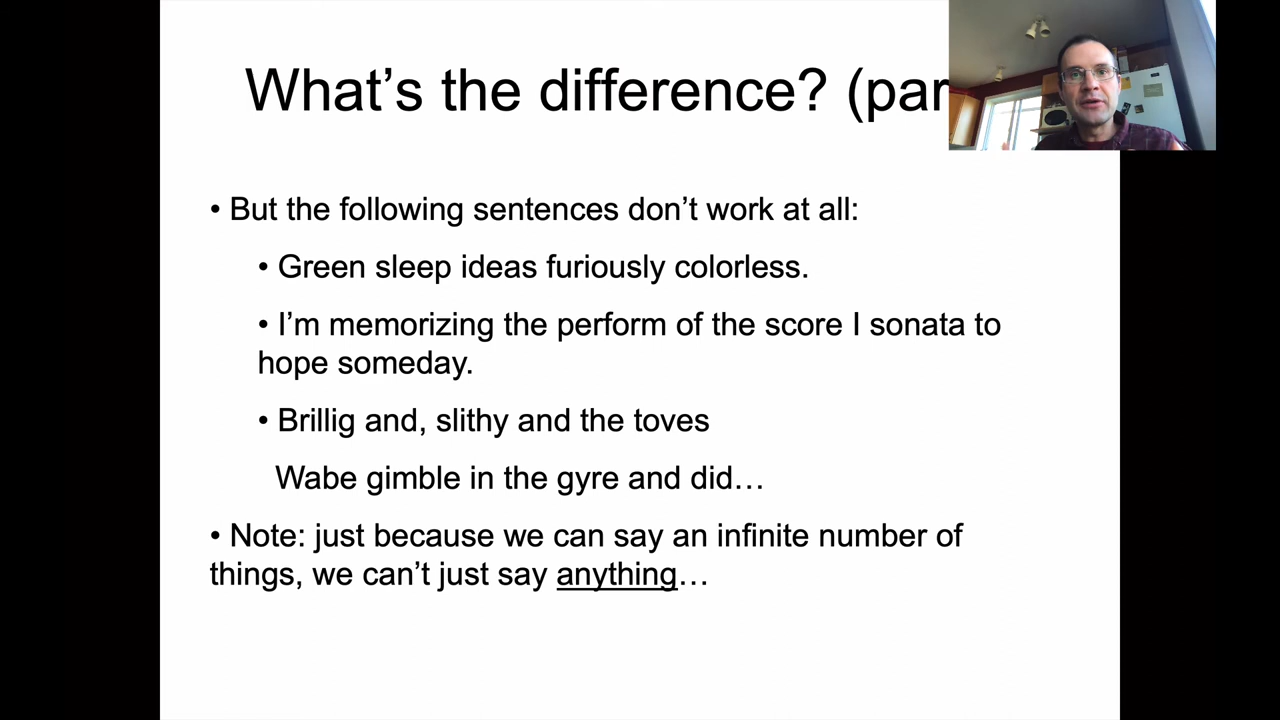 What’s the difference? (par
• But the following sentences don’t work at all:
• Green sleep ideas furiously colorless.
• I’m memorizing the perform of the score I sonata to
hope someday.
• Brillig and, slithy and the toves
Wabe gimble in the gyre and did…
• Note: just because we can say an infinite number of
things, we can’t just say anything…